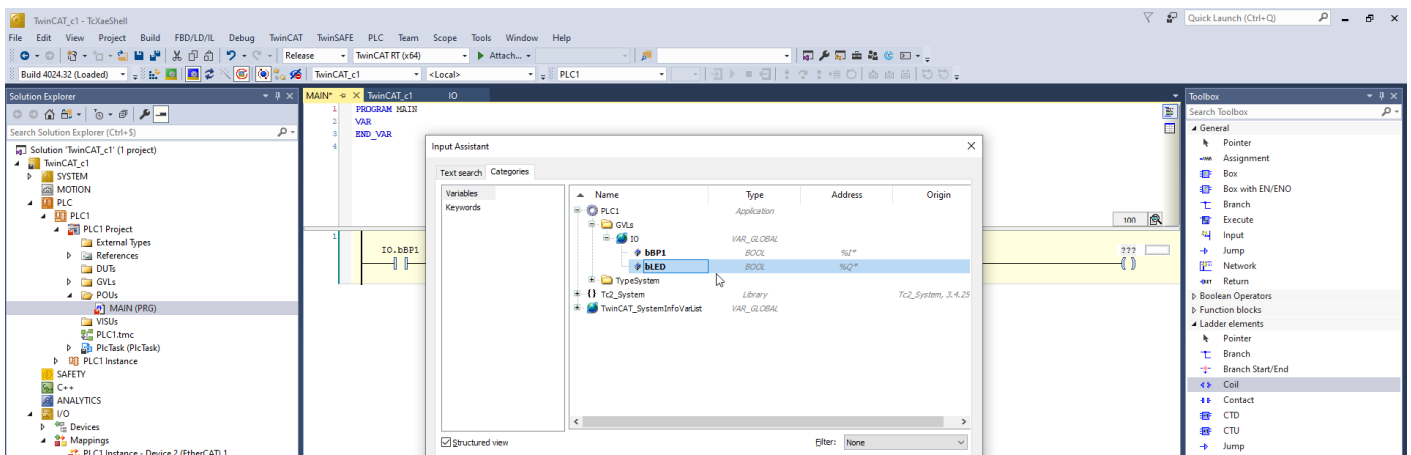 TwinCAT_c1 - TcXaeShell
Quick Launch (Ctrl+Q)
File Edit View Project Build FBD/LD/IL Debug TwinCAT TwinSAFE PLC Team Scope Tools Window Help
Release TwinCAT RT (x64) Attach...
Build 4024.32 (Loaded) TwinCAT_c1 <Local> PLC1
Solution Explorer
Search Solution Explorer (Ctrl+$)
Solution 'TwinCAT_c1' (1 project)
TwinCAT_c1
SYSTEM
MOTION
PLC
PLC1
PLC1 Project
External Types
References
DUTs
GVLs
POUs
MAIN (PRG)
VISUs
PLC1.tmc
PlcTask (PlcTask)
PLC1 Instance
SAFETY
C++
ANALYTICS
I/O
Devices
Mappings
PLC1 Instance - Device 2 (EtherCAT) 1
MAIN* TwinCAT_c1 IO
1 PROGRAM MAIN
2 VAR
3 END_VAR
4
100
1
IO.bBP1
???
Input Assistant
Text search Categories
Variables
Keywords
Name Type Address Origin
PLC1 Application
GVLs
IO VAR_GLOBAL
bBP1 BOOL %I*
bLED BOOL %Q*
TypeSystem
Tc2_System Library Tc2_System, 3.4.25
TwinCAT_SystemInfoVarList VAR_GLOBAL
Structured view
Filter: None
Toolbox
Search Toolbox
General
Pointer
Assignment
Box
Box with EN/ENO
Branch
Execute
Input
Jump
Network
Return
Boolean Operators
Function blocks
Ladder elements
Pointer
Branch
Branch Start/End
Coil
Contact
CTD
CTU
Jump